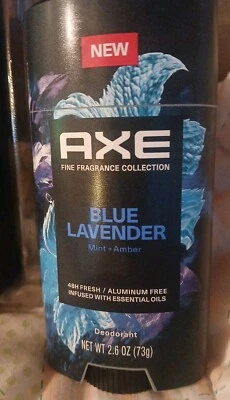 NEW
AXE
FINE FRAGRANCE COLLECTION
BLUE
LAVENDER
Mint • Amber
48H FRESH / ALUMINUM FREE
INFUSED WITH ESSENTIAL OILS
Deodorant
NET WT 2.6 OZ (73g)